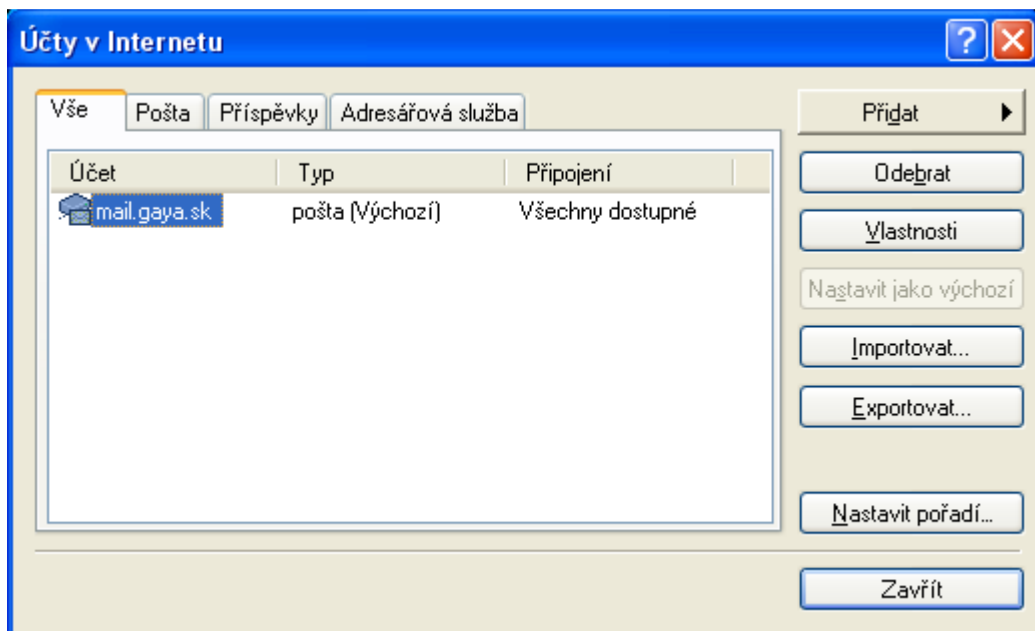 Účty v Internetu
Vše
Pošta
Příspěvky
Adresářová služba
Účet
Typ
Připojení
mail.gaya.sk
pošta (Výchozí)
Všechny dostupné
Přidat
Odebrat
Vlastnosti
Nastavit jako výchozí
Importovat...
Exportovat...
Nastavit pořadí...
Zavřít